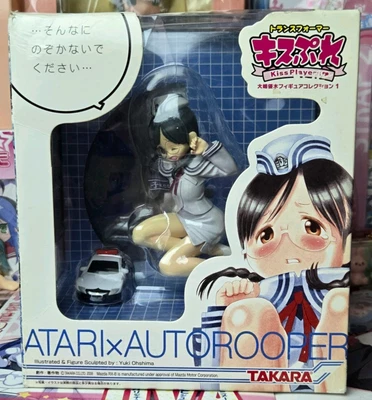 …そんなに
のぞかないで
ください…
トランスフォーマー
キスぷれ
Kiss Players
大嶋優木フィギュアコレクション1
ATARI×AUTOROOPER
Illustrated & Figure Sculpted by : Yuki Ohshima
TAKARA